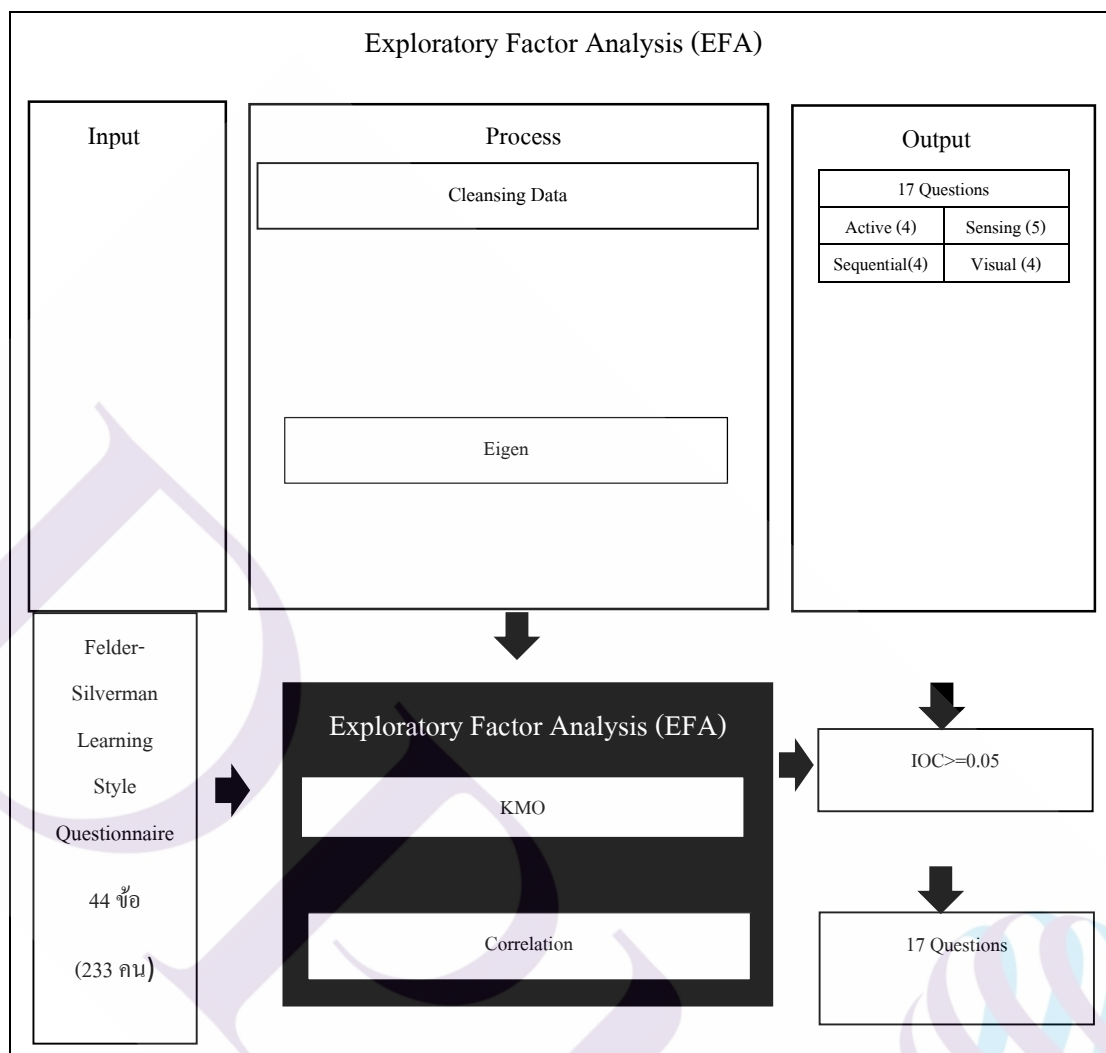 Exploratory Factor Analysis (EFA)
Input
Process
Output
Cleansing Data
17 Questions
Active (4)
Sensing (5)
Sequential(4)
Visual (4)
Eigen
Felder-
Silverman
Learning
Style
Questionnaire
44 ข้อ
(233 คน)
Exploratory Factor Analysis (EFA)
KMO
Correlation
IOC>=0.05
17 Questions